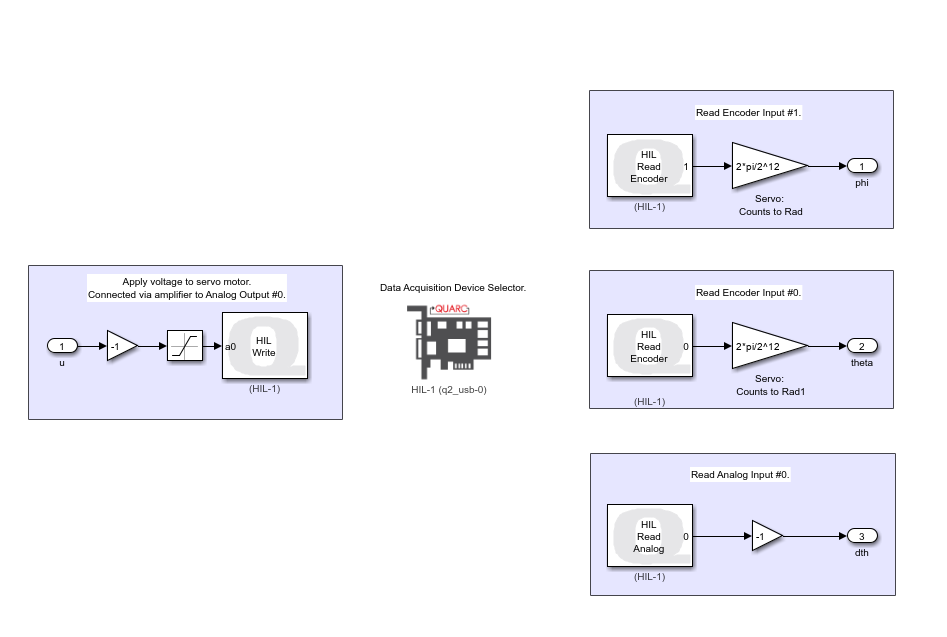 Read Encoder Input #1.
HIL
Read
Encoder
1
2*pi/2^12
1
phi
(HIL-1)
Servo:
Counts to Rad
Apply voltage to servo motor.
Connected via amplifier to Analog Output #0.
1
u
-1
a0
HIL
Write
(HIL-1)
Data Acquisition Device Selector.
QUARC
HIL-1 (q2_usb-0)
Read Encoder Input #0.
HIL
Read
Encoder
0
2*pi/2^12
2
theta
(HIL-1)
Servo:
Counts to Rad1
Read Analog Input #0.
HIL
Read
Analog
0
-1
3
dth
(HIL-1)